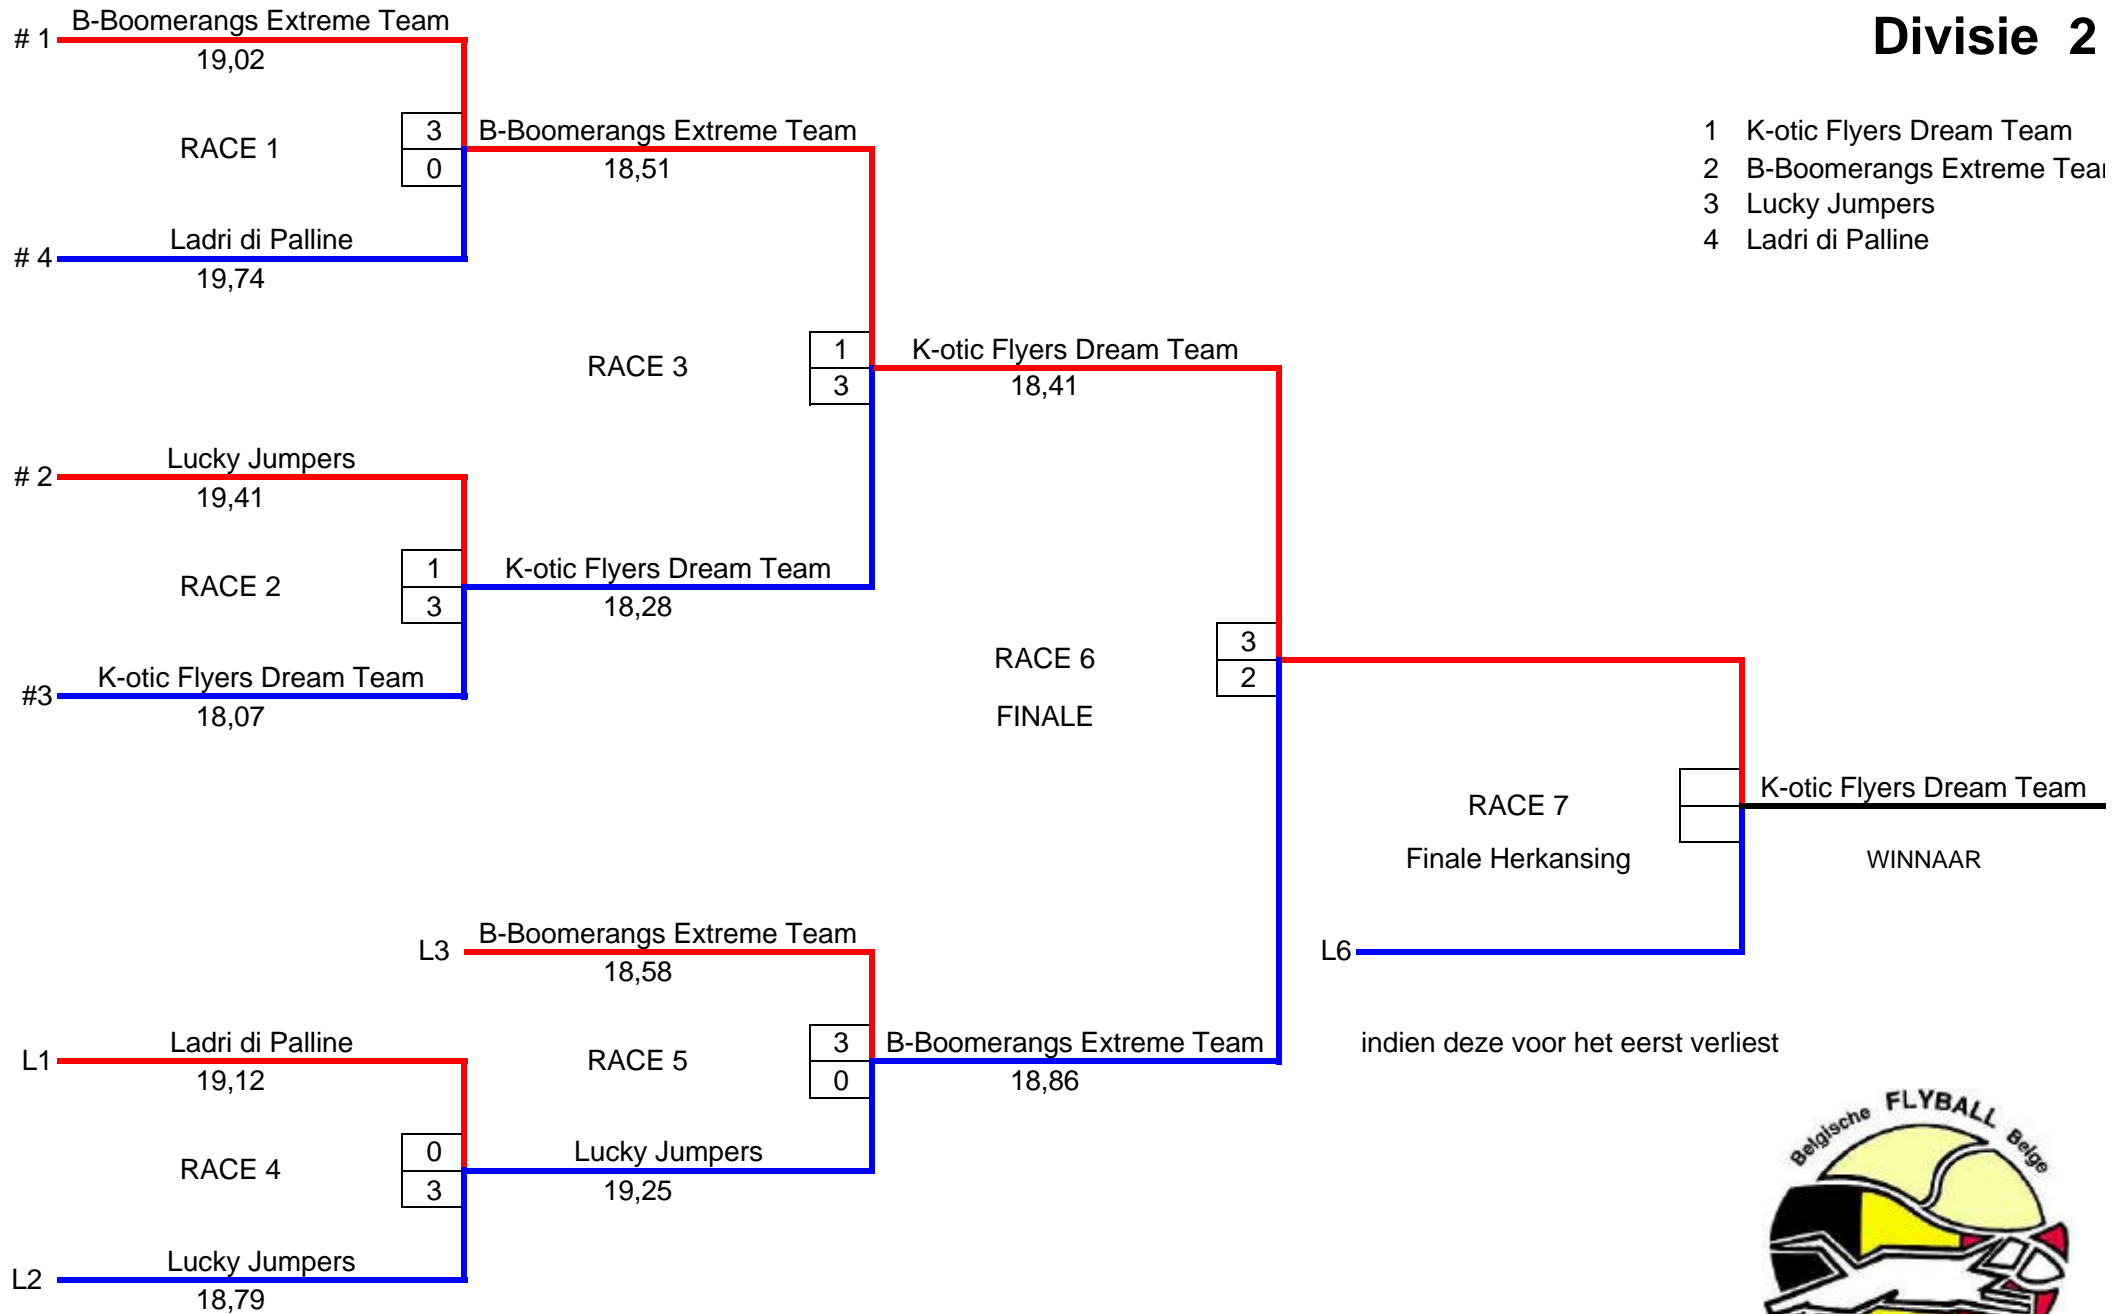 Divisie 2
# 1 B-Boomerangs Extreme Team
19,02
RACE 1
3
0
# 4 Ladri di Palline
19,74
B-Boomerangs Extreme Team
18,51
1 K-otic Flyers Dream Team
2 B-Boomerangs Extreme Tea
3 Lucky Jumpers
4 Ladri di Palline
RACE 3
1
3
K-otic Flyers Dream Team
18,41
# 2 Lucky Jumpers
19,41
RACE 2
1
3
#3 K-otic Flyers Dream Team
18,07
K-otic Flyers Dream Team
18,28
RACE 6
FINALE
3
2
RACE 7
Finale Herkansing
K-otic Flyers Dream Team
WINNAAR
L3 B-Boomerangs Extreme Team
18,58
L6
RACE 5
3
0
B-Boomerangs Extreme Team
18,86
indien deze voor het eerst verliest
L1 Ladri di Palline
19,12
RACE 4
0
3
Lucky Jumpers
19,25
L2 Lucky Jumpers
18,79
Belgische FLYBALL Belge